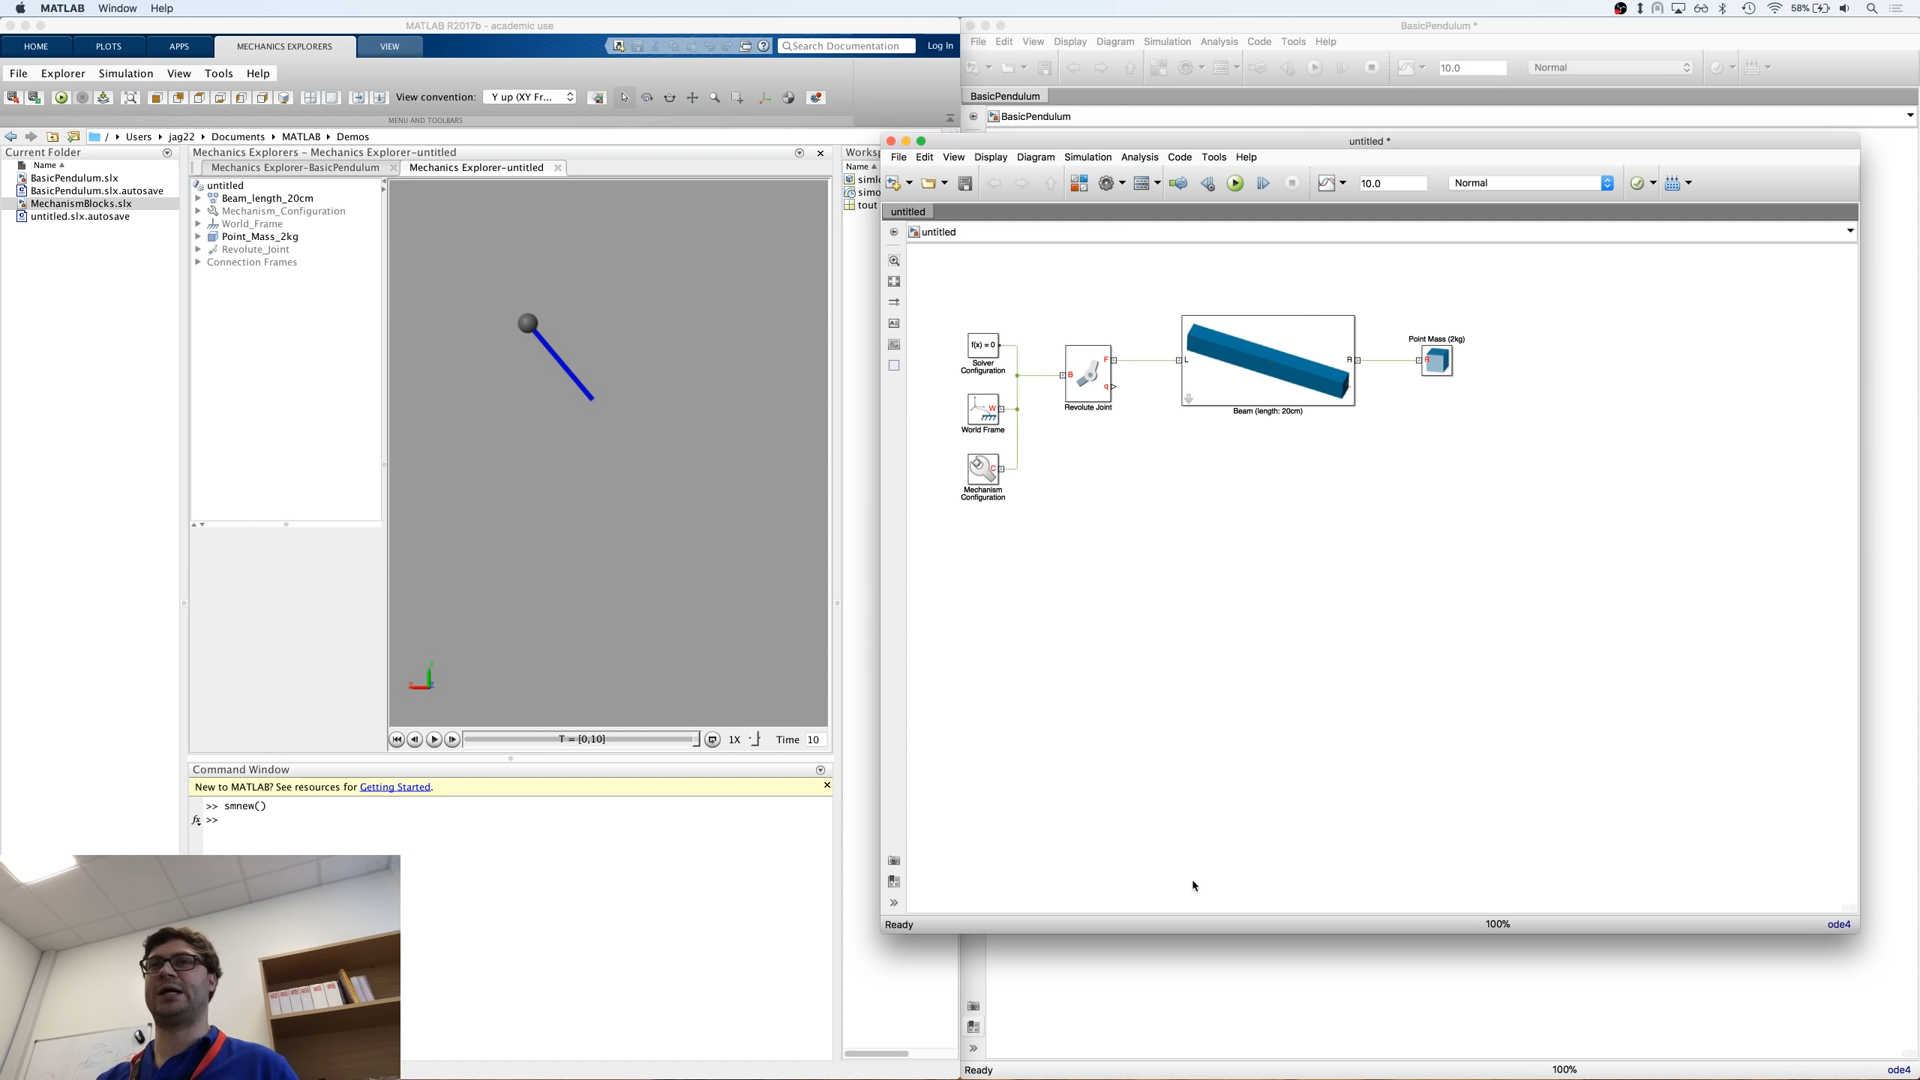 MATLAB Window Help
58%
MATLAB R2017b - academic use
HOME PLOTS APPS MECHANICS EXPLORERS VIEW
Search Documentation Log In
File Explorer Simulation View Tools Help
View convention: Y up (XY Fr...
MENU AND TOOLBARS
/ Users jag22 Documents MATLAB Demos
Current Folder
Name
BasicPendulum.slx
BasicPendulum.slx.autosave
MechanismBlocks.slx
untitled.slx.autosave
Mechanics Explorers - Mechanics Explorer-untitled
Mechanics Explorer-BasicPendulum Mechanics Explorer-untitled
untitled
Beam_length_20cm
Mechanism_Configuration
World_Frame
Point_Mass_2kg
Revolute_Joint
Connection Frames
T = [0,10]
1X Time 10
Worksp
Name
simlo
simo
tout
Command Window
New to MATLAB? See resources for Getting Started.
>> smnew()
fx >>
BasicPendulum *
File Edit View Display Diagram Simulation Analysis Code Tools Help
10.0 Normal
BasicPendulum
BasicPendulum
untitled *
File Edit View Display Diagram Simulation Analysis Code Tools Help
10.0 Normal
untitled
untitled
f(x) = 0
Solver
Configuration
W
World Frame
C
Mechanism
Configuration
B F
q
Revolute Joint
L R
Beam (length: 20cm)
Point Mass (2kg)
R
Ready 100% ode4
Ready 100% ode4